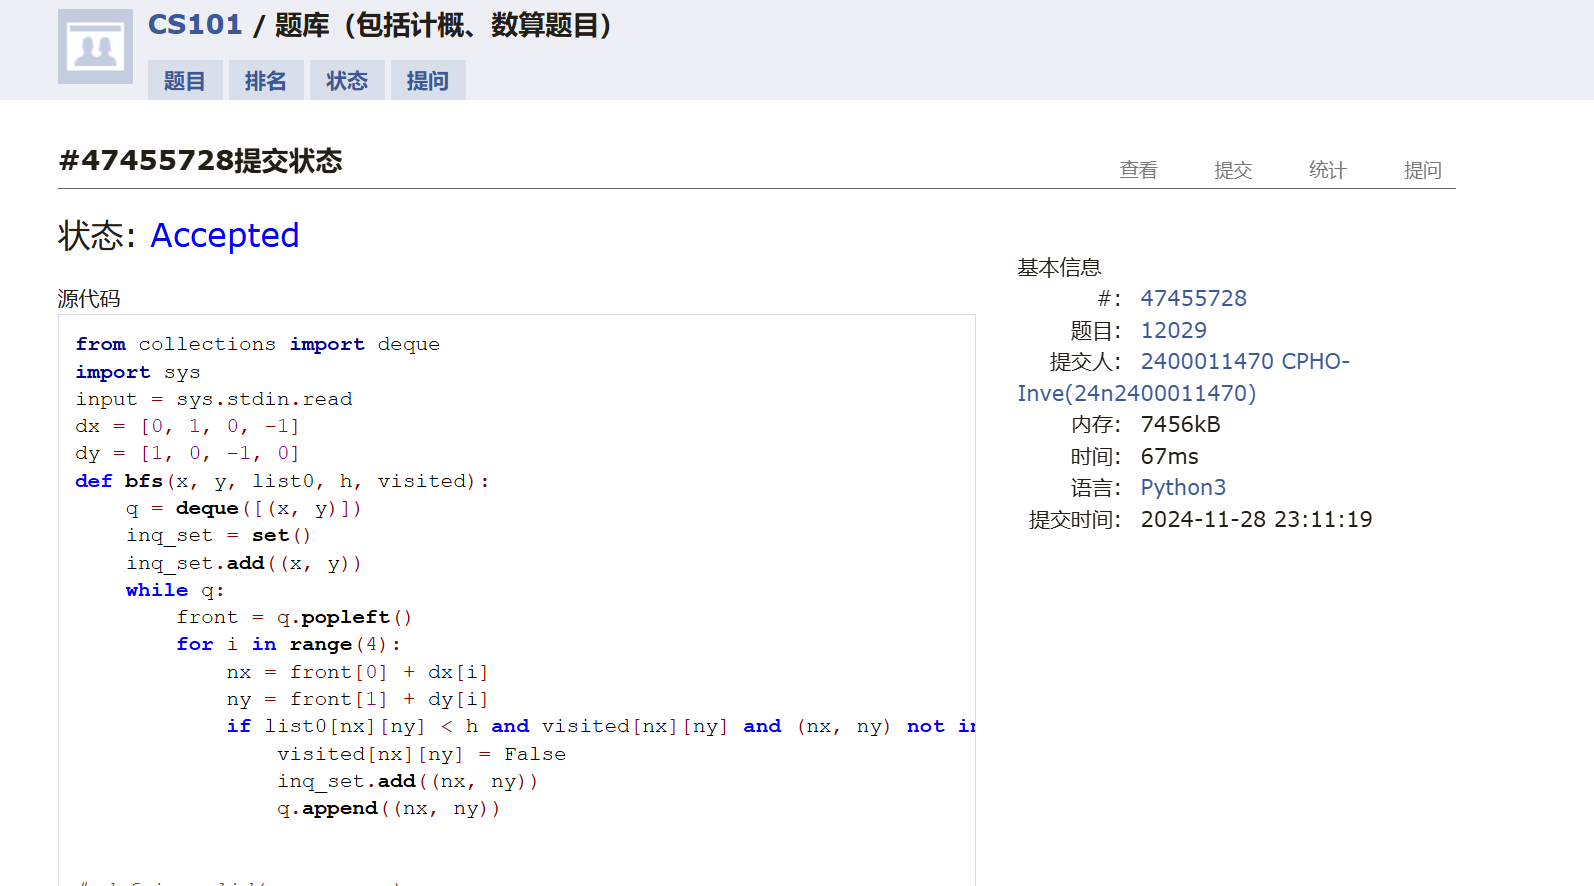 CS101 / 题库（包括计概、数算题目）
题目 排名 状态 提问
#47455728提交状态
查看 提交 统计 提问
状态: Accepted
源代码
from collections import deque
import sys
input = sys.stdin.read
dx = [0, 1, 0, -1]
dy = [1, 0, -1, 0]
def bfs(x, y, list0, h, visited):
    q = deque([(x, y)])
    inq_set = set()
    inq_set.add((x, y))
    while q:
        front = q.popleft()
        for i in range(4):
            nx = front[0] + dx[i]
            ny = front[1] + dy[i]
            if list0[nx][ny] < h and visited[nx][ny] and (nx, ny) not
                visited[nx][ny] = False
                inq_set.add((nx, ny))
                q.append((nx, ny))
基本信息
#: 47455728
题目: 12029
提交人: 2400011470 CPHO-
Inve(24n2400011470)
内存: 7456kB
时间: 67ms
语言: Python3
提交时间: 2024-11-28 23:11:19